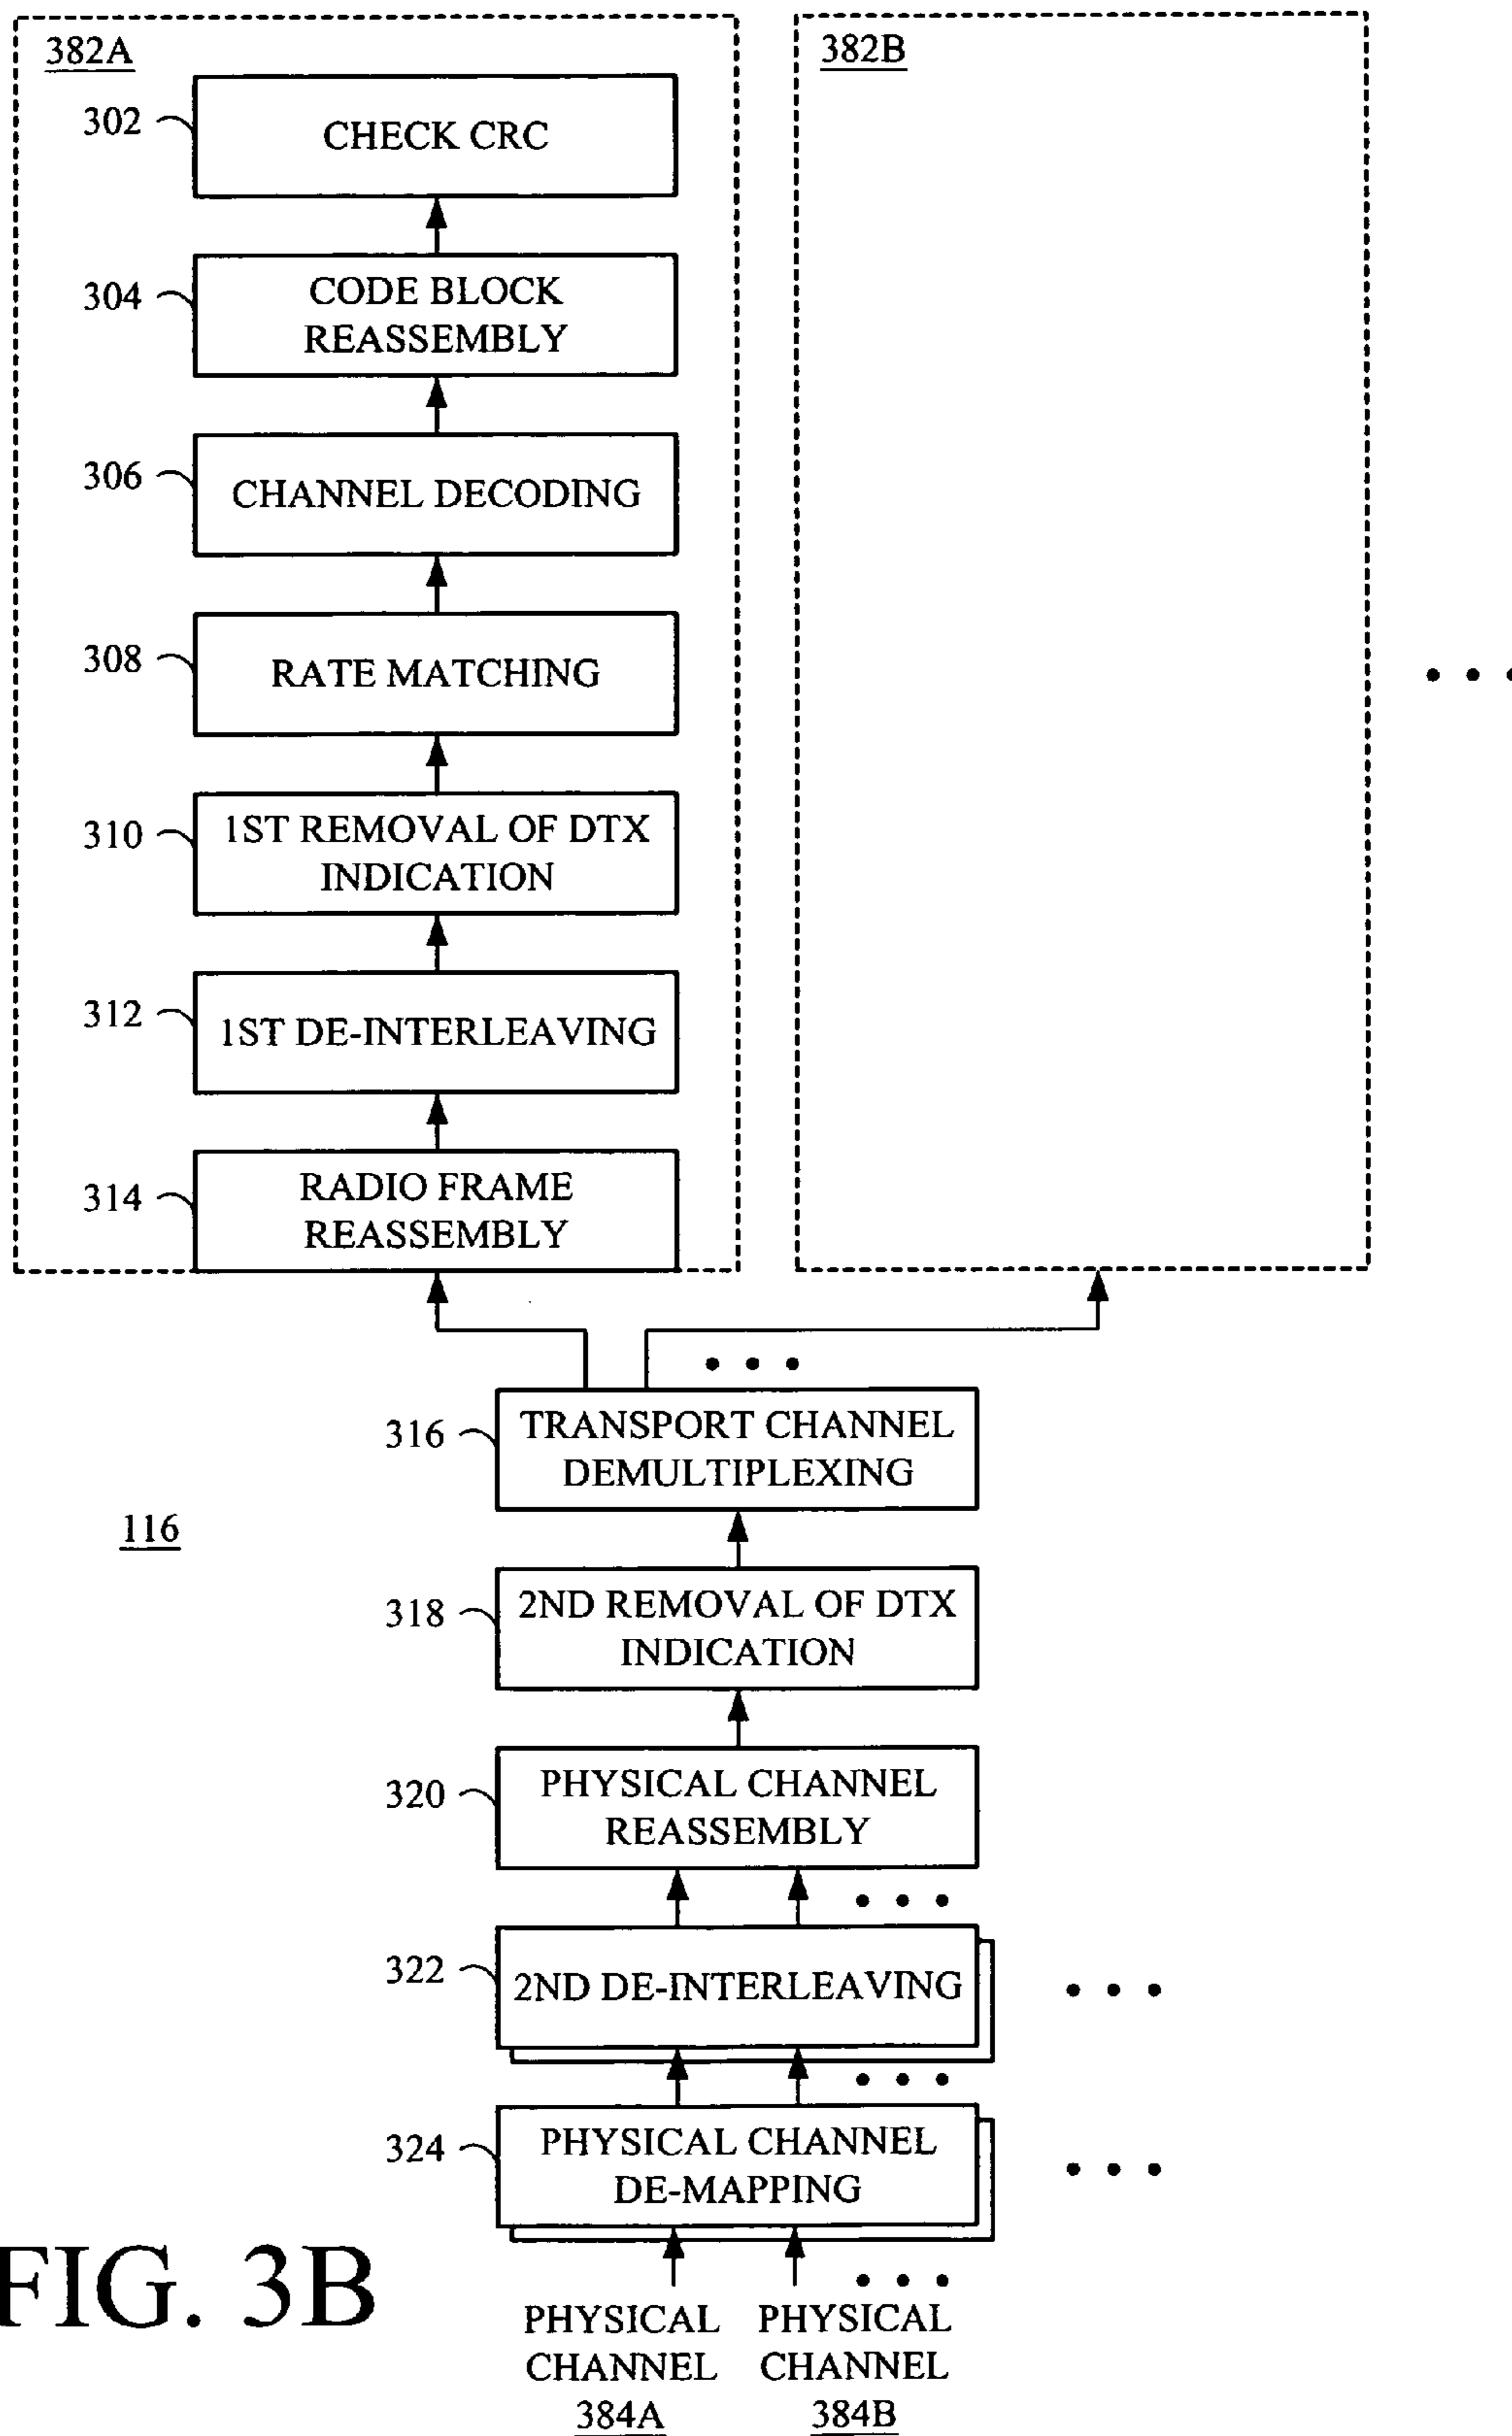 382A
382B
302
CHECK CRC
304
CODE BLOCK
REASSEMBLY
306
CHANNEL DECODING
308
RATE MATCHING
310
1ST REMOVAL OF DTX
INDICATION
312
1ST DE-INTERLEAVING
314
RADIO FRAME
REASSEMBLY
316
TRANSPORT CHANNEL
DEMULTIPLEXING
116
318
2ND REMOVAL OF DTX
INDICATION
320
PHYSICAL CHANNEL
REASSEMBLY
322
2ND DE-INTERLEAVING
324
PHYSICAL CHANNEL
DE-MAPPING
FIG. 3B
PHYSICAL
CHANNEL
384A
PHYSICAL
CHANNEL
384B